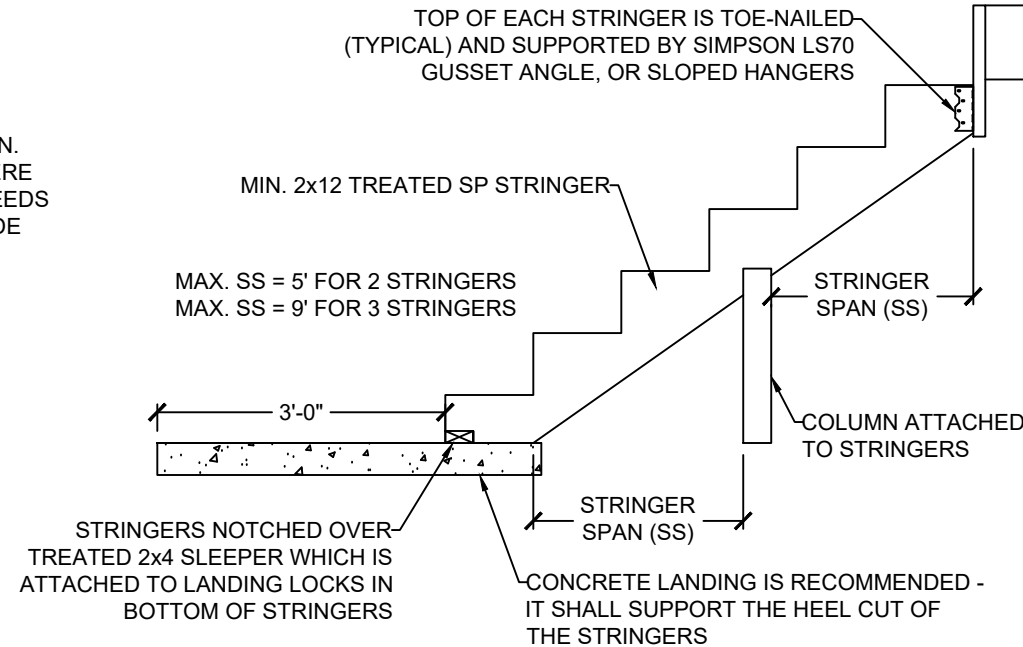 TOP OF EACH STRINGER IS TOE-NAILED
(TYPICAL) AND SUPPORTED BY SIMPSON LS70
GUSSET ANGLE, OR SLOPED HANGERS
N.
ERE
EEDS
DE
MIN. 2x12 TREATED SP STRINGER
MAX. SS = 5' FOR 2 STRINGERS
MAX. SS = 9' FOR 3 STRINGERS
STRINGER
SPAN (SS)
3'-0"
COLUMN ATTACHED
TO STRINGERS
STRINGER
SPAN (SS)
STRINGERS NOTCHED OVER
TREATED 2x4 SLEEPER WHICH IS
ATTACHED TO LANDING LOCKS IN
BOTTOM OF STRINGERS
CONCRETE LANDING IS RECOMMENDED -
IT SHALL SUPPORT THE HEEL CUT OF
THE STRINGERS